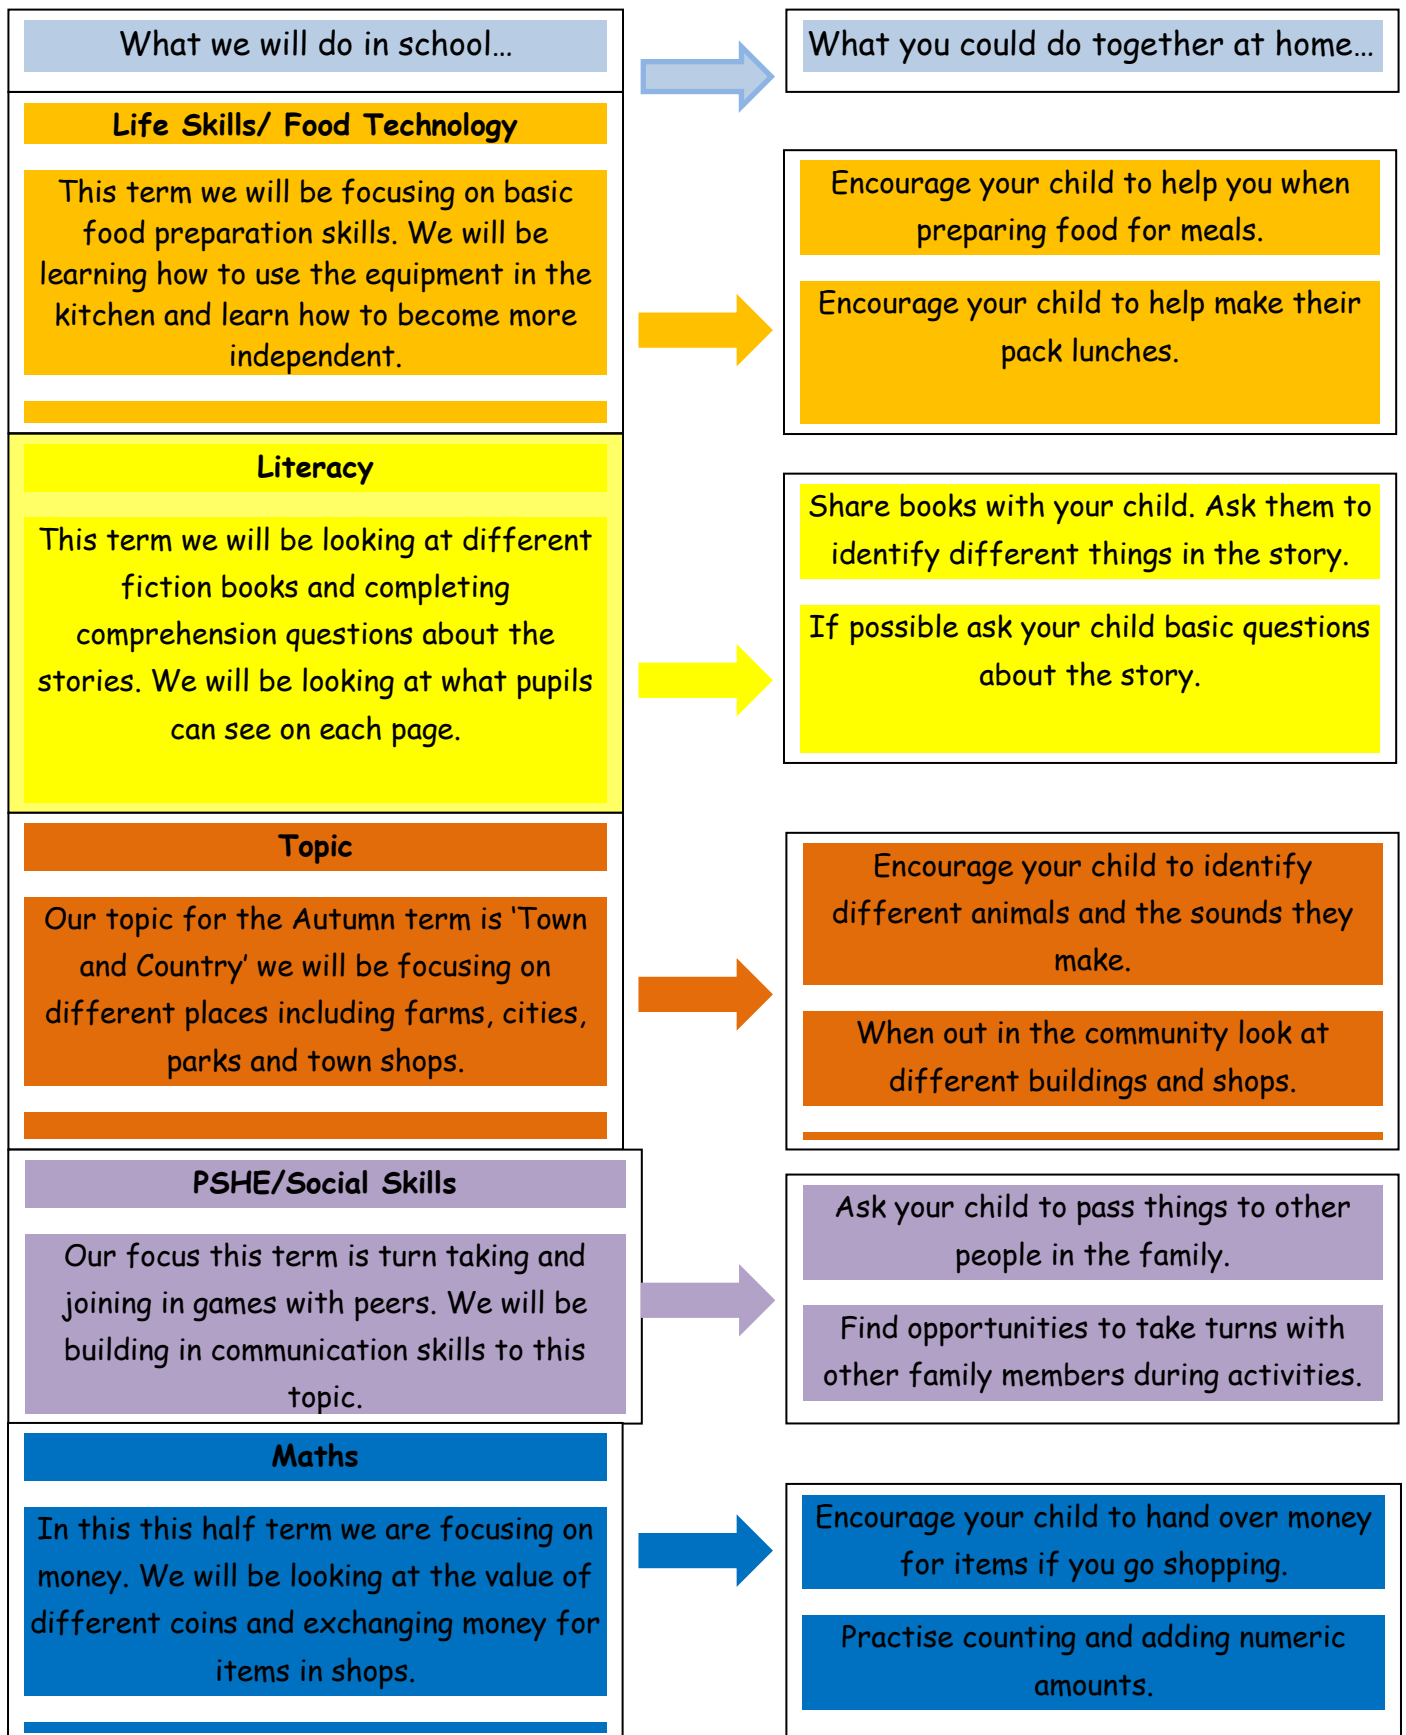 What we will do in school…
What you could do together at home…
Life Skills/ Food Technology
This term we will be focusing on basic
food preparation skills. We will be
learning how to use the equipment in the
kitchen and learn how to become more
independent.
Encourage your child to help you when
preparing food for meals.
Encourage your child to help make their
pack lunches.
Literacy
This term we will be looking at different
fiction books and completing
comprehension questions about the
stories. We will be looking at what pupils
can see on each page.
Share books with your child. Ask them to
identify different things in the story.
If possible ask your child basic questions
about the story.
Topic
Our topic for the Autumn term is ‘Town
and Country’ we will be focusing on
different places including farms, cities,
parks and town shops.
Encourage your child to identify
different animals and the sounds they
make.
When out in the community look at
different buildings and shops.
PSHE/Social Skills
Our focus this term is turn taking and
joining in games with peers. We will be
building in communication skills to this
topic.
Ask your child to pass things to other
people in the family.
Find opportunities to take turns with
other family members during activities.
Maths
In this this half term we are focusing on
money. We will be looking at the value of
different coins and exchanging money for
items in shops.
Encourage your child to hand over money
for items if you go shopping.
Practise counting and adding numeric
amounts.